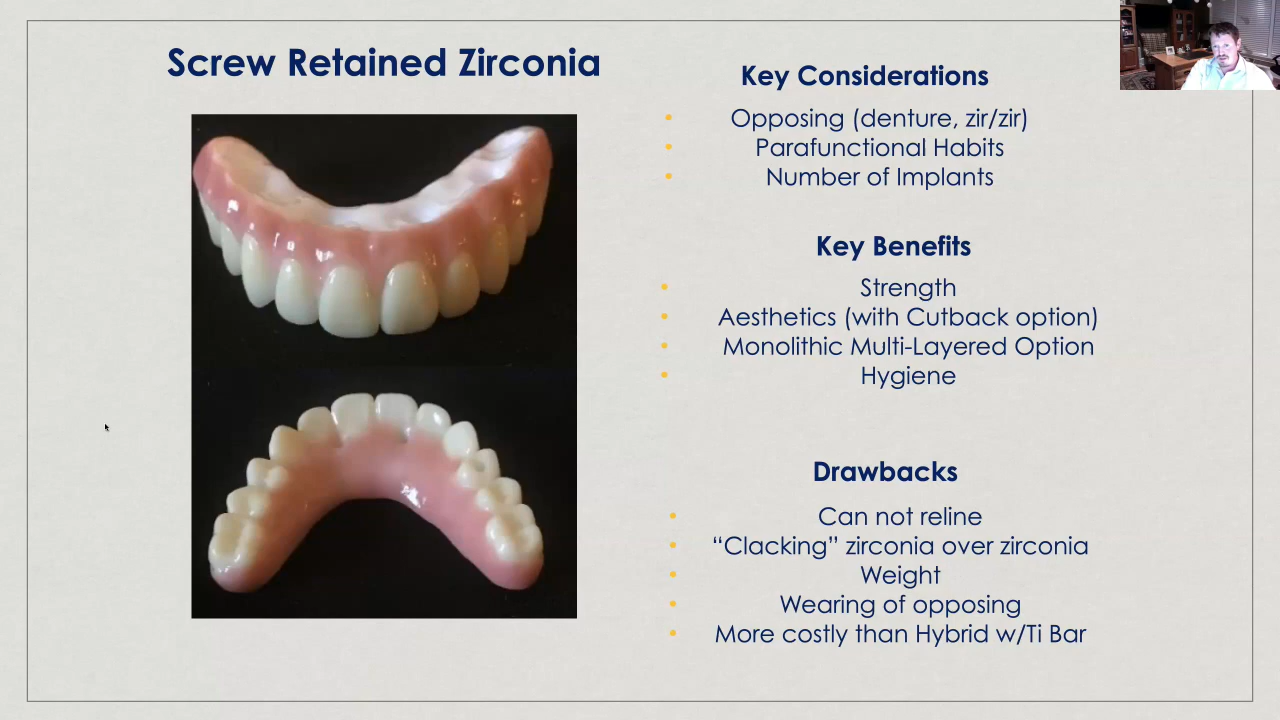 Screw Retained Zirconia
Key Considerations
• Opposing (denture, zir/zir)
• Parafunctional Habits
• Number of Implants
Key Benefits
• Strength
• Aesthetics (with Cutback option)
• Monolithic Multi-Layered Option
• Hygiene
Drawbacks
• Can not reline
• “Clacking” zirconia over zirconia
• Weight
• Wearing of opposing
• More costly than Hybrid w/Ti Bar